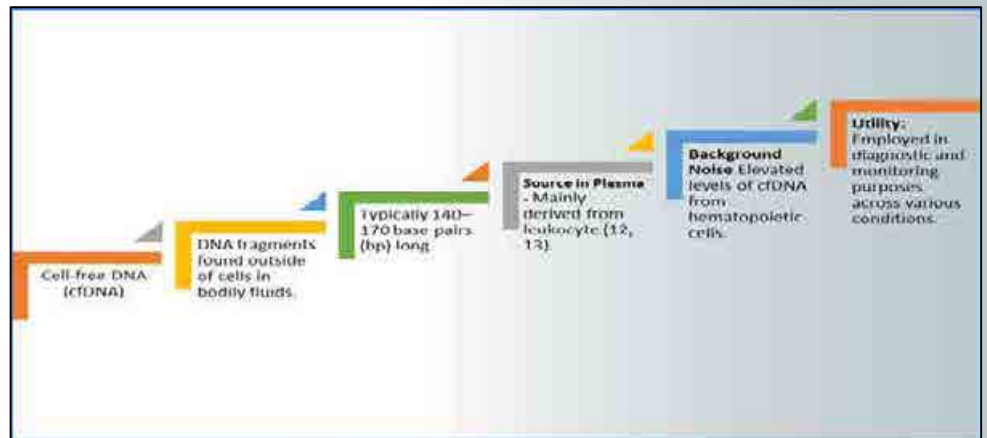 Cell-free DNA
(cfDNA)
DNA fragments
found outside
of cells in
bodily fluids.
Typically 140–
170 base pairs
(bp) long.
Source in Plasma
- Mainly
derived from
leukocyte (12,
13).
Background
Noise Elevated
levels of cfDNA
from
hematopoietic
cells.
Utility:
Employed in
diagnostic and
monitoring
purposes
across various
conditions.